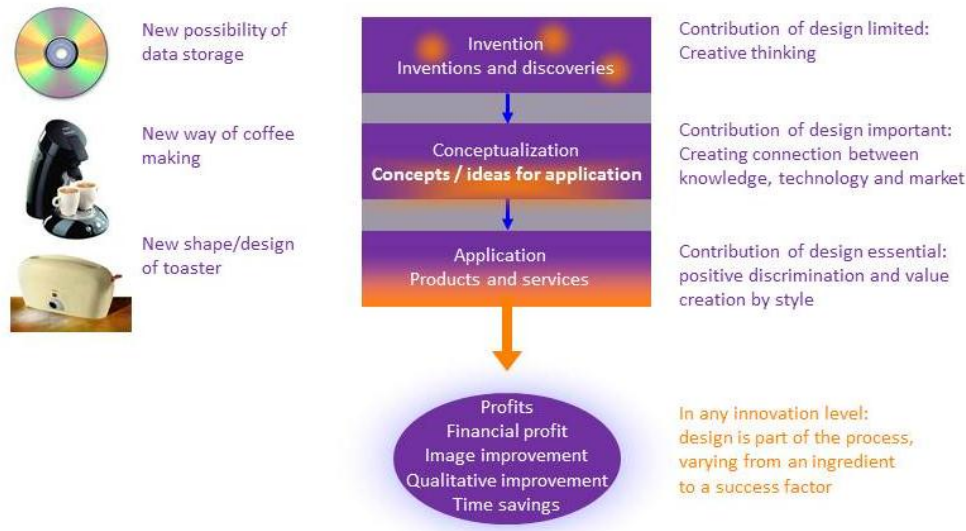 New possibility of
data storage
Invention
Inventions and discoveries
Contribution of design limited:
Creative thinking
New way of coffee
making
Conceptualization
Concepts / ideas for application
Contribution of design important:
Creating connection between
knowledge, technology and market
New shape/design
of toaster
Application
Products and services
Contribution of design essential:
positive discrimination and value
creation by style
Profits
Financial profit
Image improvement
Qualitative improvement
Time savings
In any innovation level:
design is part of the process,
varying from an ingredient
to a success factor